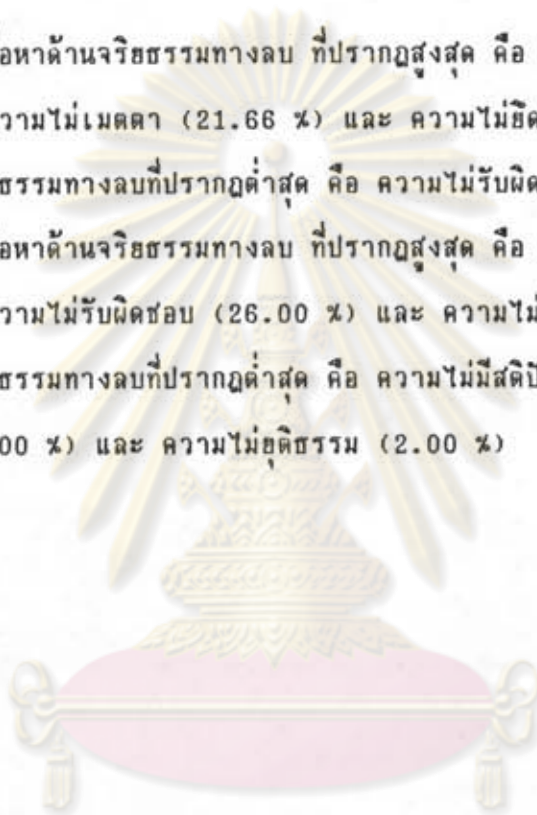 อหาด้านจริยธรรมทางลบ ที่ปรากฏสูงสุด คือ
วามไม่เมตตา (21.66 %) และ ความไม่ยึด
ธรรมทางลบที่ปรากฏต่ำสุด คือ ความไม่รับผิด
อหาด้านจริยธรรมทางลบ ที่ปรากฏสูงสุด คือ
วามไม่รับผิดชอบ (26.00 %) และ ความไม่
ธรรมทางลบที่ปรากฏต่ำสุด คือ ความไม่มีสติปั
00 %) และ ความไม่ยุติธรรม (2.00 %)